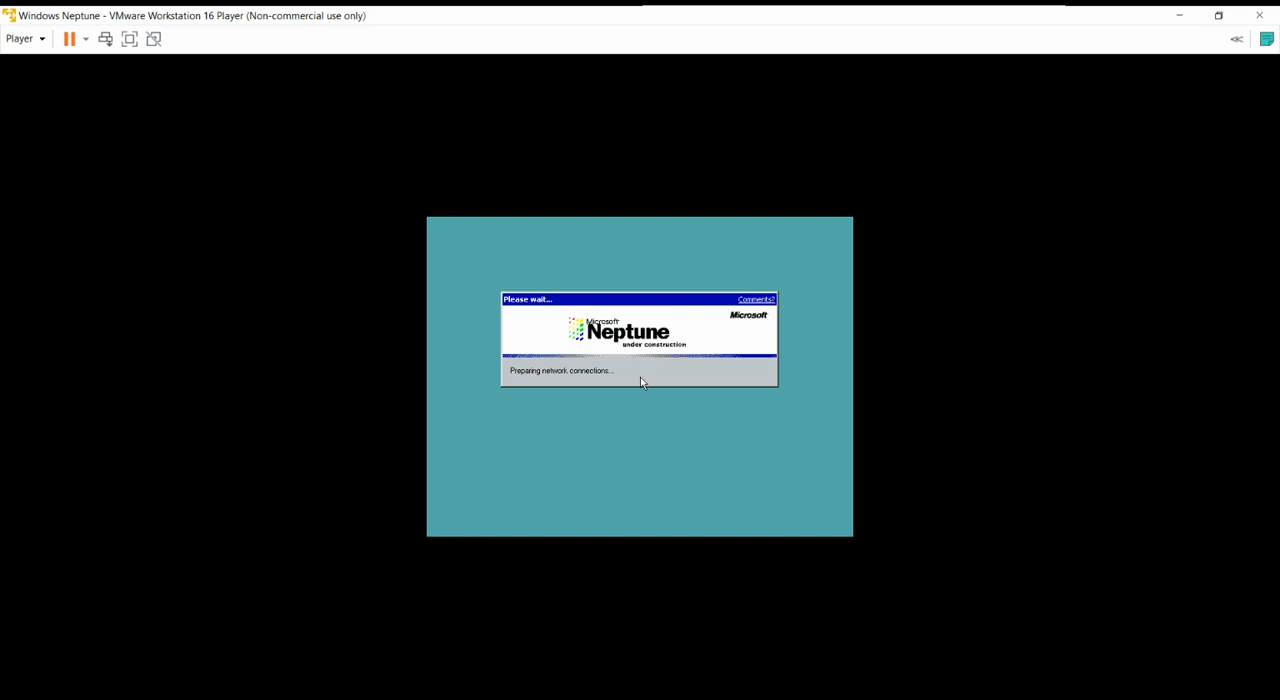 Windows Neptune - VMware Workstation 16 Player (Non-commercial use only)
Player
Please wait... Comments?
Microsoft
Microsoft
Neptune
under construction
Preparing network connections...